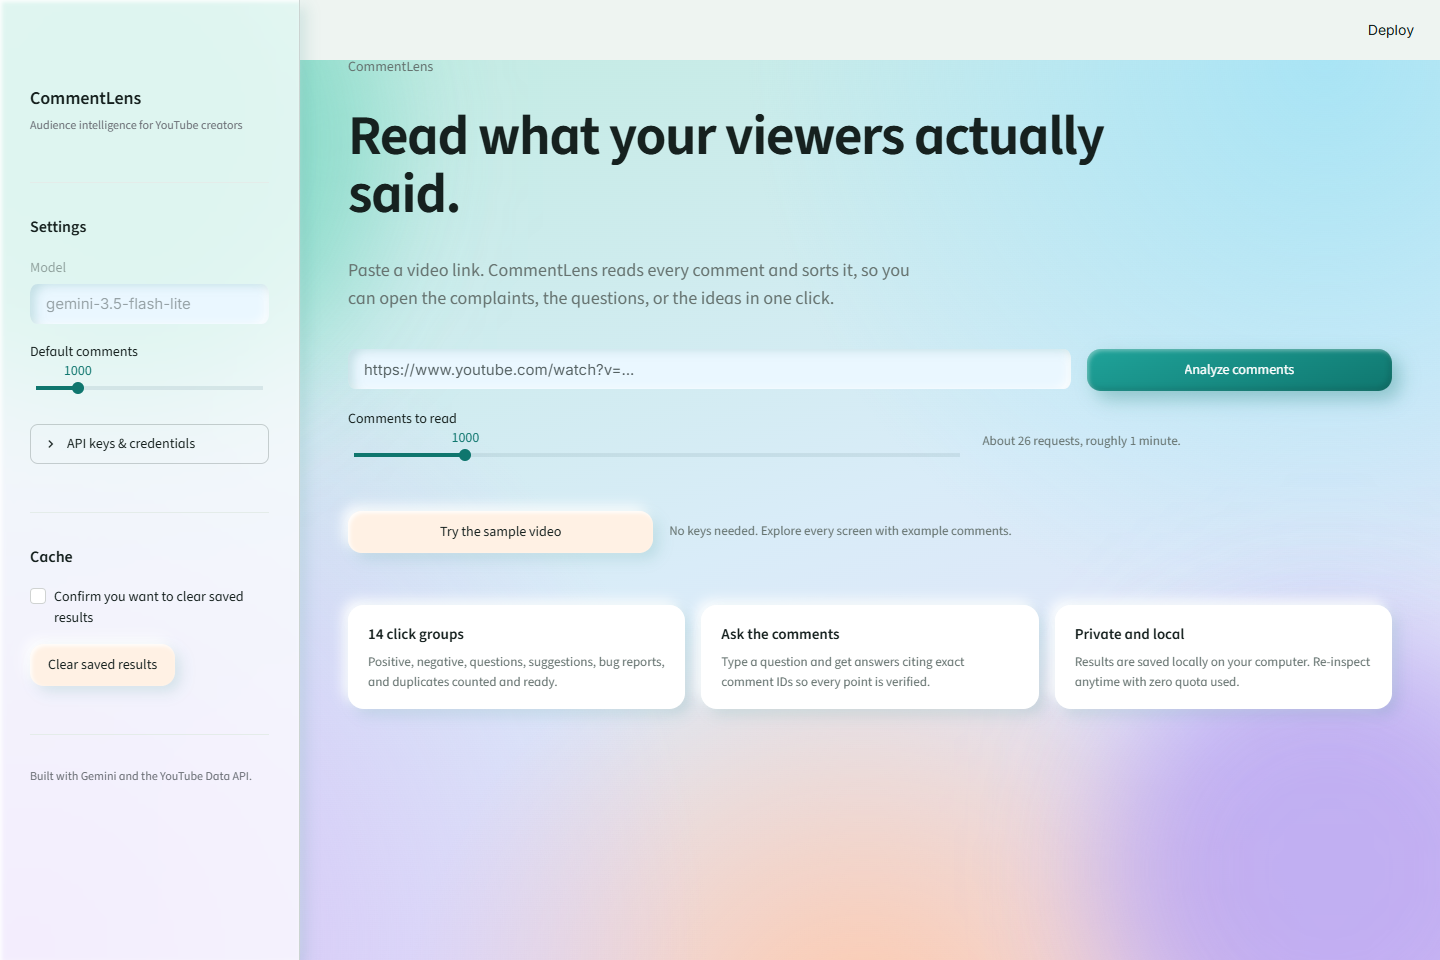 Deploy
CommentLens
Audience intelligence for YouTube creators
Settings
Model
gemini-3.5-flash-lite
Default comments
1000
API keys & credentials
Cache
Confirm you want to clear saved
results
Clear saved results
Built with Gemini and the YouTube Data API.
CommentLens
Read what your viewers actually
said.
Paste a video link. CommentLens reads every comment and sorts it, so you
can open the complaints, the questions, or the ideas in one click.
https://www.youtube.com/watch?v=...
Analyze comments
Comments to read
1000
About 26 requests, roughly 1 minute.
Try the sample video
No keys needed. Explore every screen with example comments.
14 click groups
Positive, negative, questions, suggestions, bug reports,
and duplicates counted and ready.
Ask the comments
Type a question and get answers citing exact
comment IDs so every point is verified.
Private and local
Results are saved locally on your computer. Re-inspect
anytime with zero quota used.